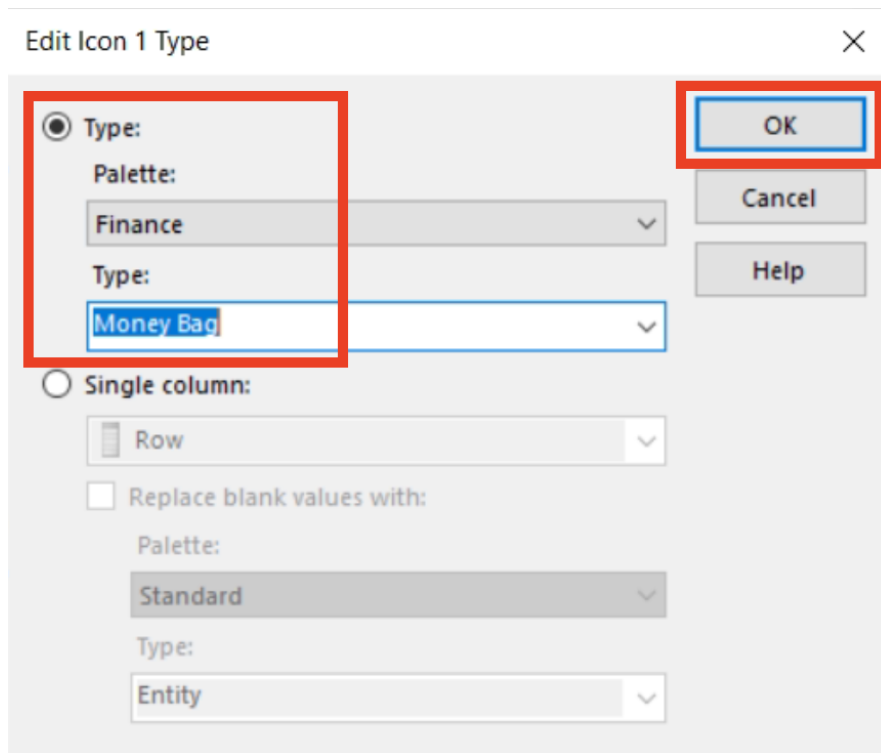 Edit Icon 1 Type
Type:
OK
Palette:
Finance
Cancel
Type:
Help
Money Bag
Single column:
Row
Replace blank values with:
Palette:
Standard
Type:
Entity